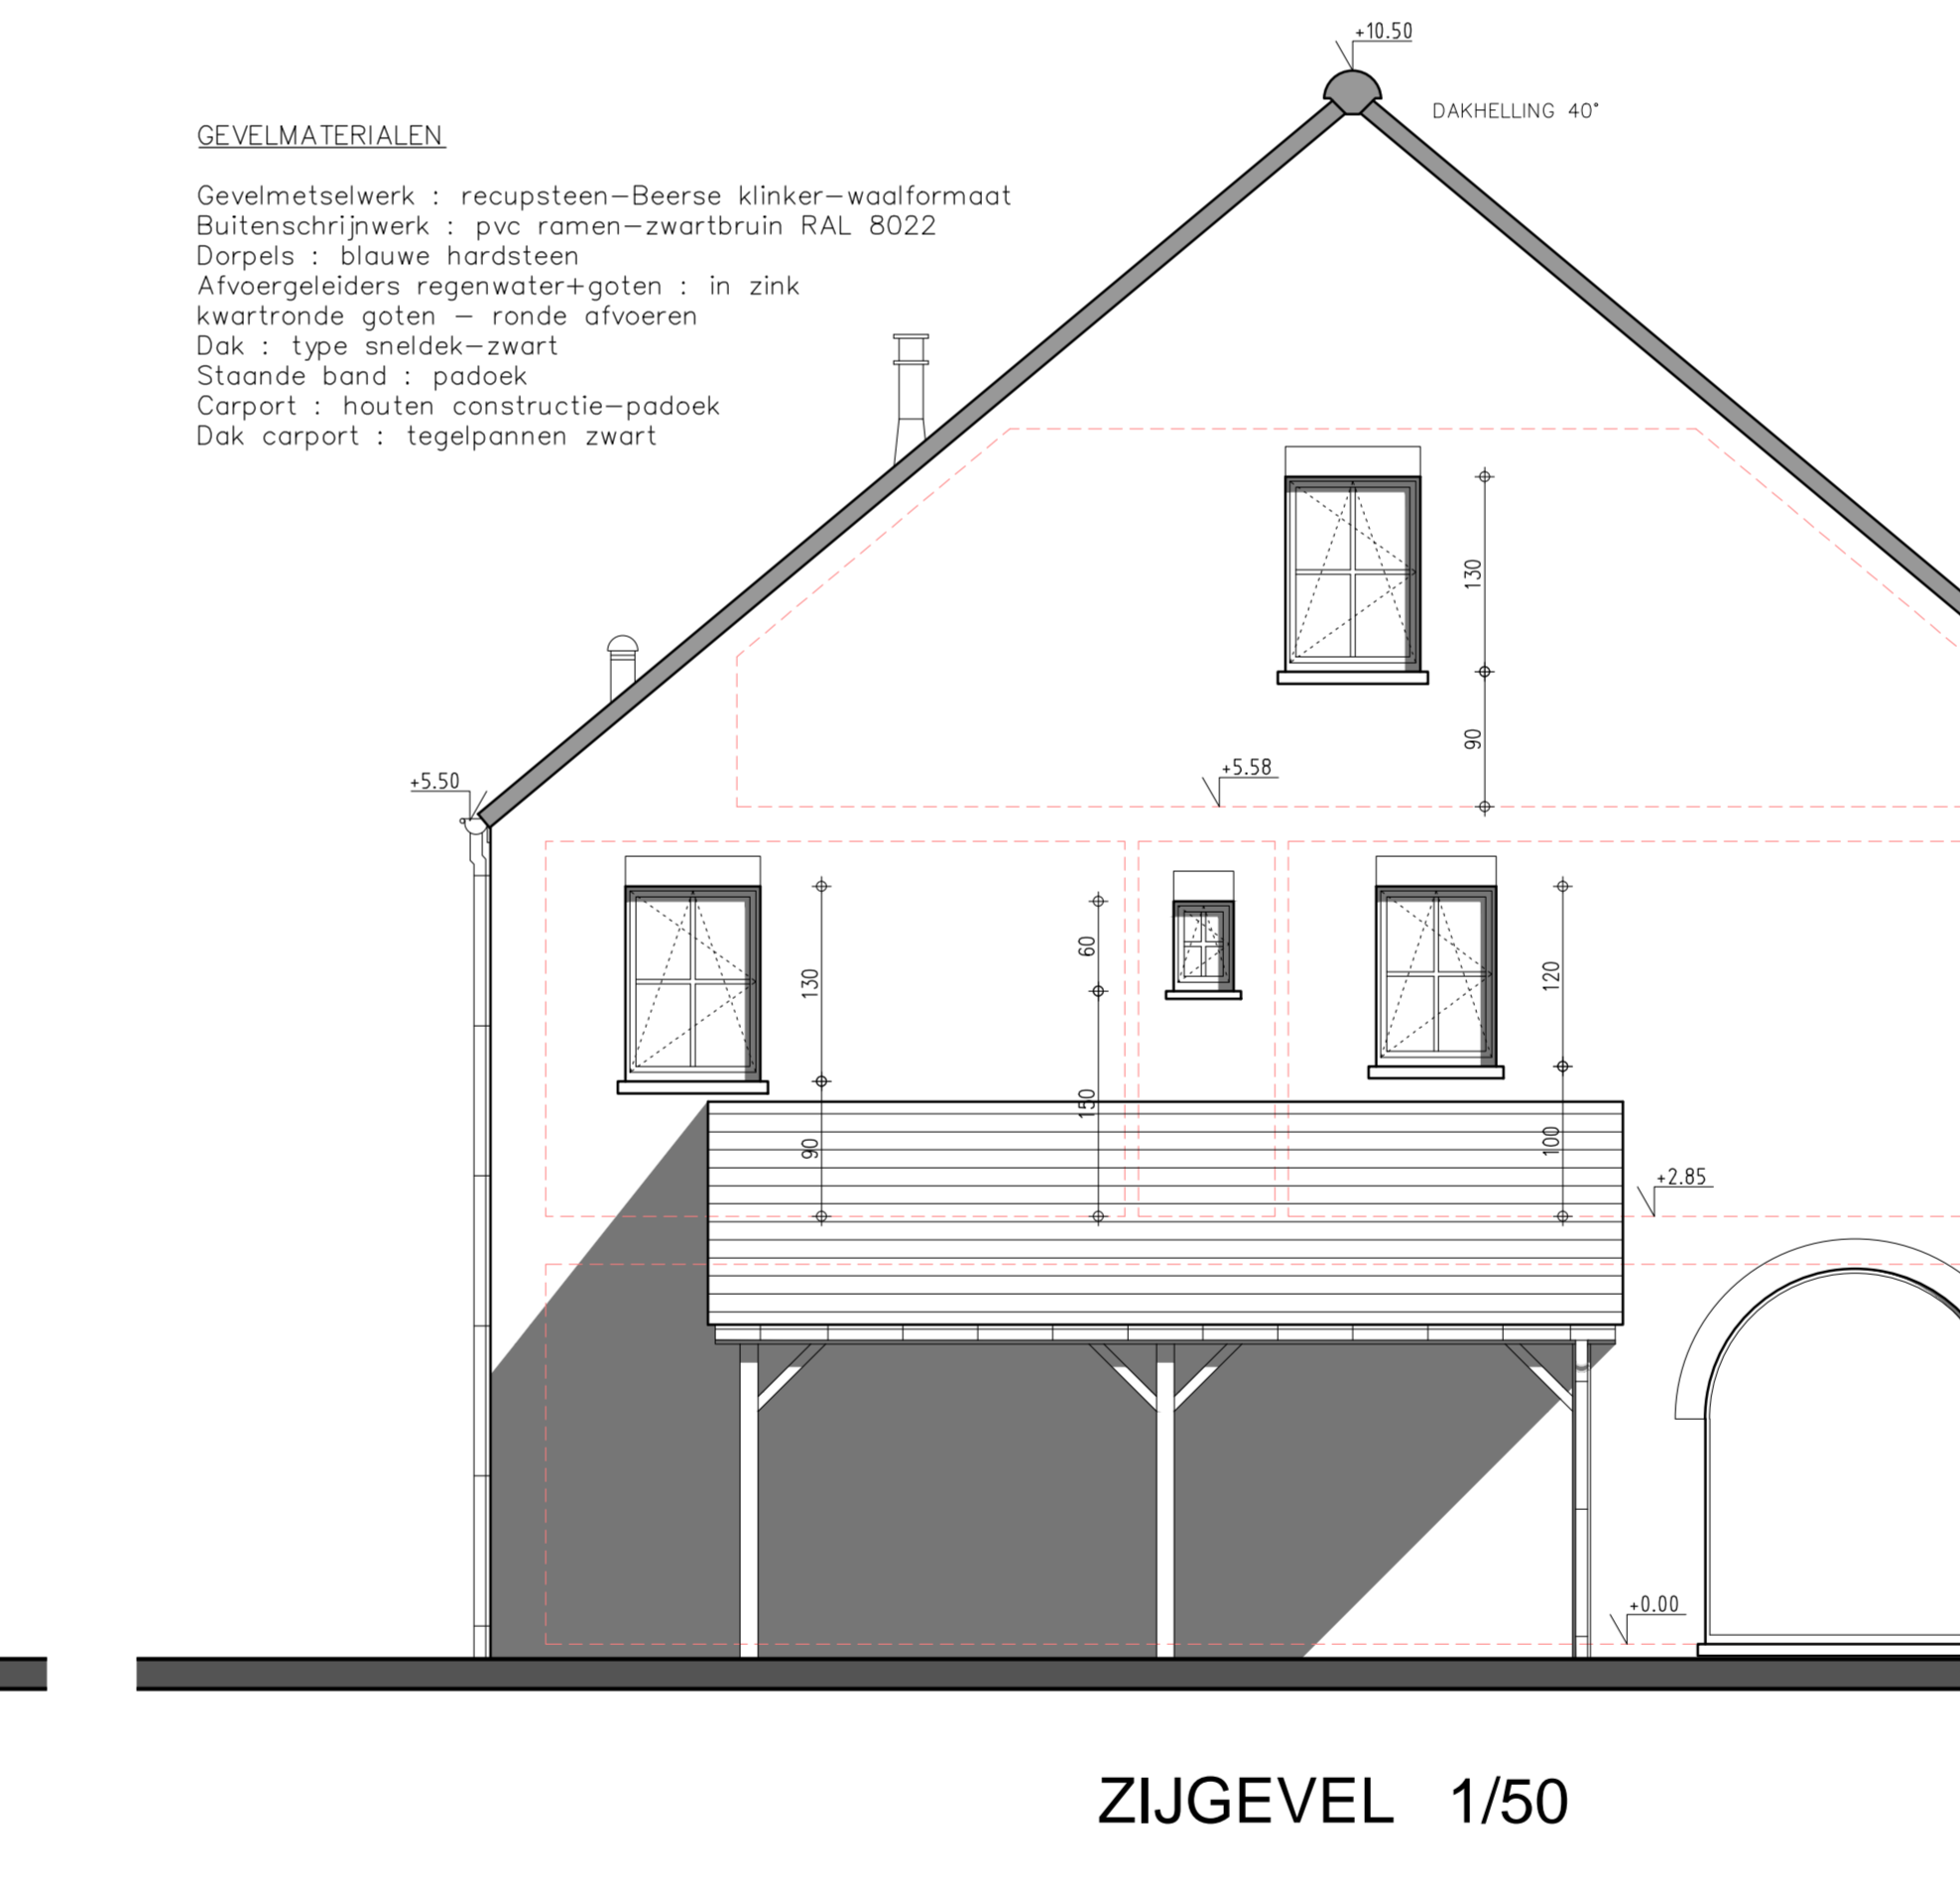 +10.50
DAKHELLING 40°
GEVELMATERIALEN
Gevelmetselwerk : recupsteen-Beerse klinker-waalformaat
Buitenschrijnwerk : pvc ramen-zwartbruin RAL 8022
Dorpels : blauwe hardsteen
Afvoergeleiders regenwater+goten : in zink
kwartronde goten - ronde afvoeren
Dak : type sneldek-zwart
Staande band : padoek
Carport : houten constructie-padoek
Dak carport : tegelpannen zwart
130
90
+5.58
+5.50
130
60
120
150
90
100
+2.85
+0.00
ZIJGEVEL 1/50